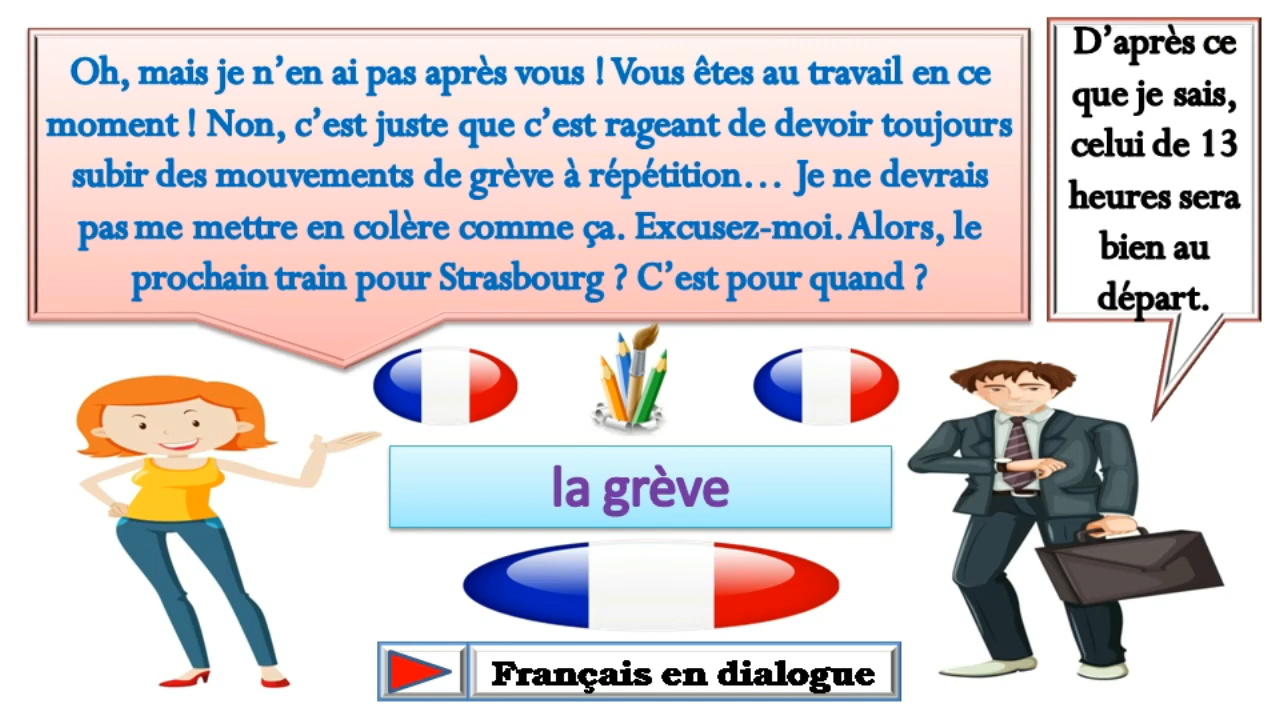 Oh, mais je n’en ai pas après vous ! Vous êtes au travail en ce
moment ! Non, c’est juste que c’est rageant de devoir toujours
subir des mouvements de grève à répétition… Je ne devrais
pas me mettre en colère comme ça. Excusez-moi. Alors, le
prochain train pour Strasbourg ? C’est pour quand ?
D’après ce
que je sais,
celui de 13
heures sera
bien au
départ.
la grève
Français en dialogue